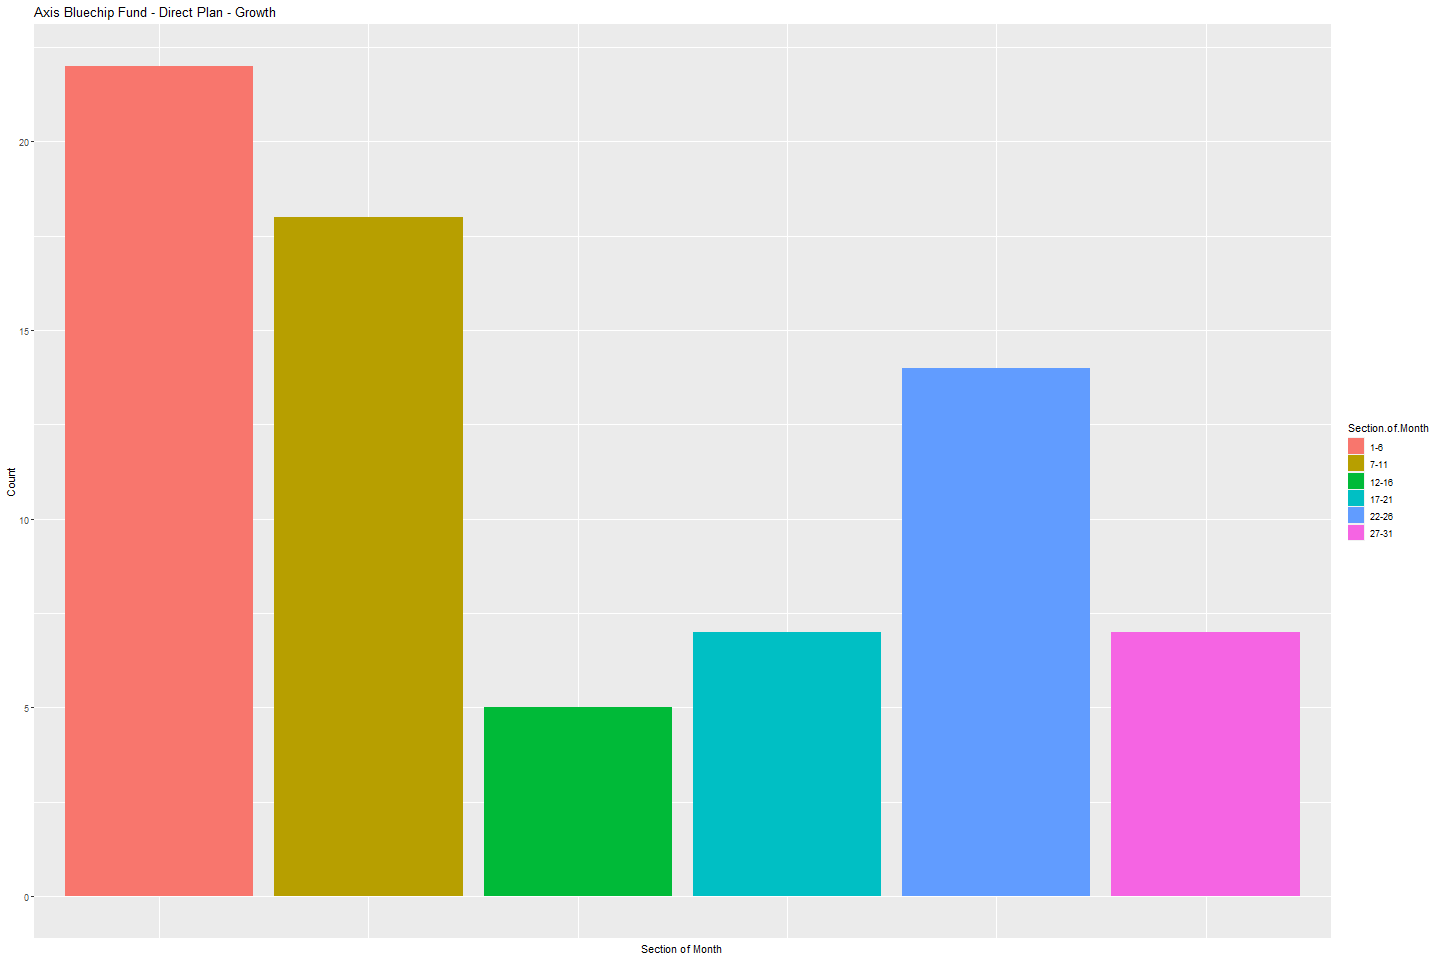 Axis Bluechip Fund - Direct Plan - Growth
20
15
10
5
0
Count
Section of Month
Section.of.Month
1-6
7-11
12-16
17-21
22-26
27-31